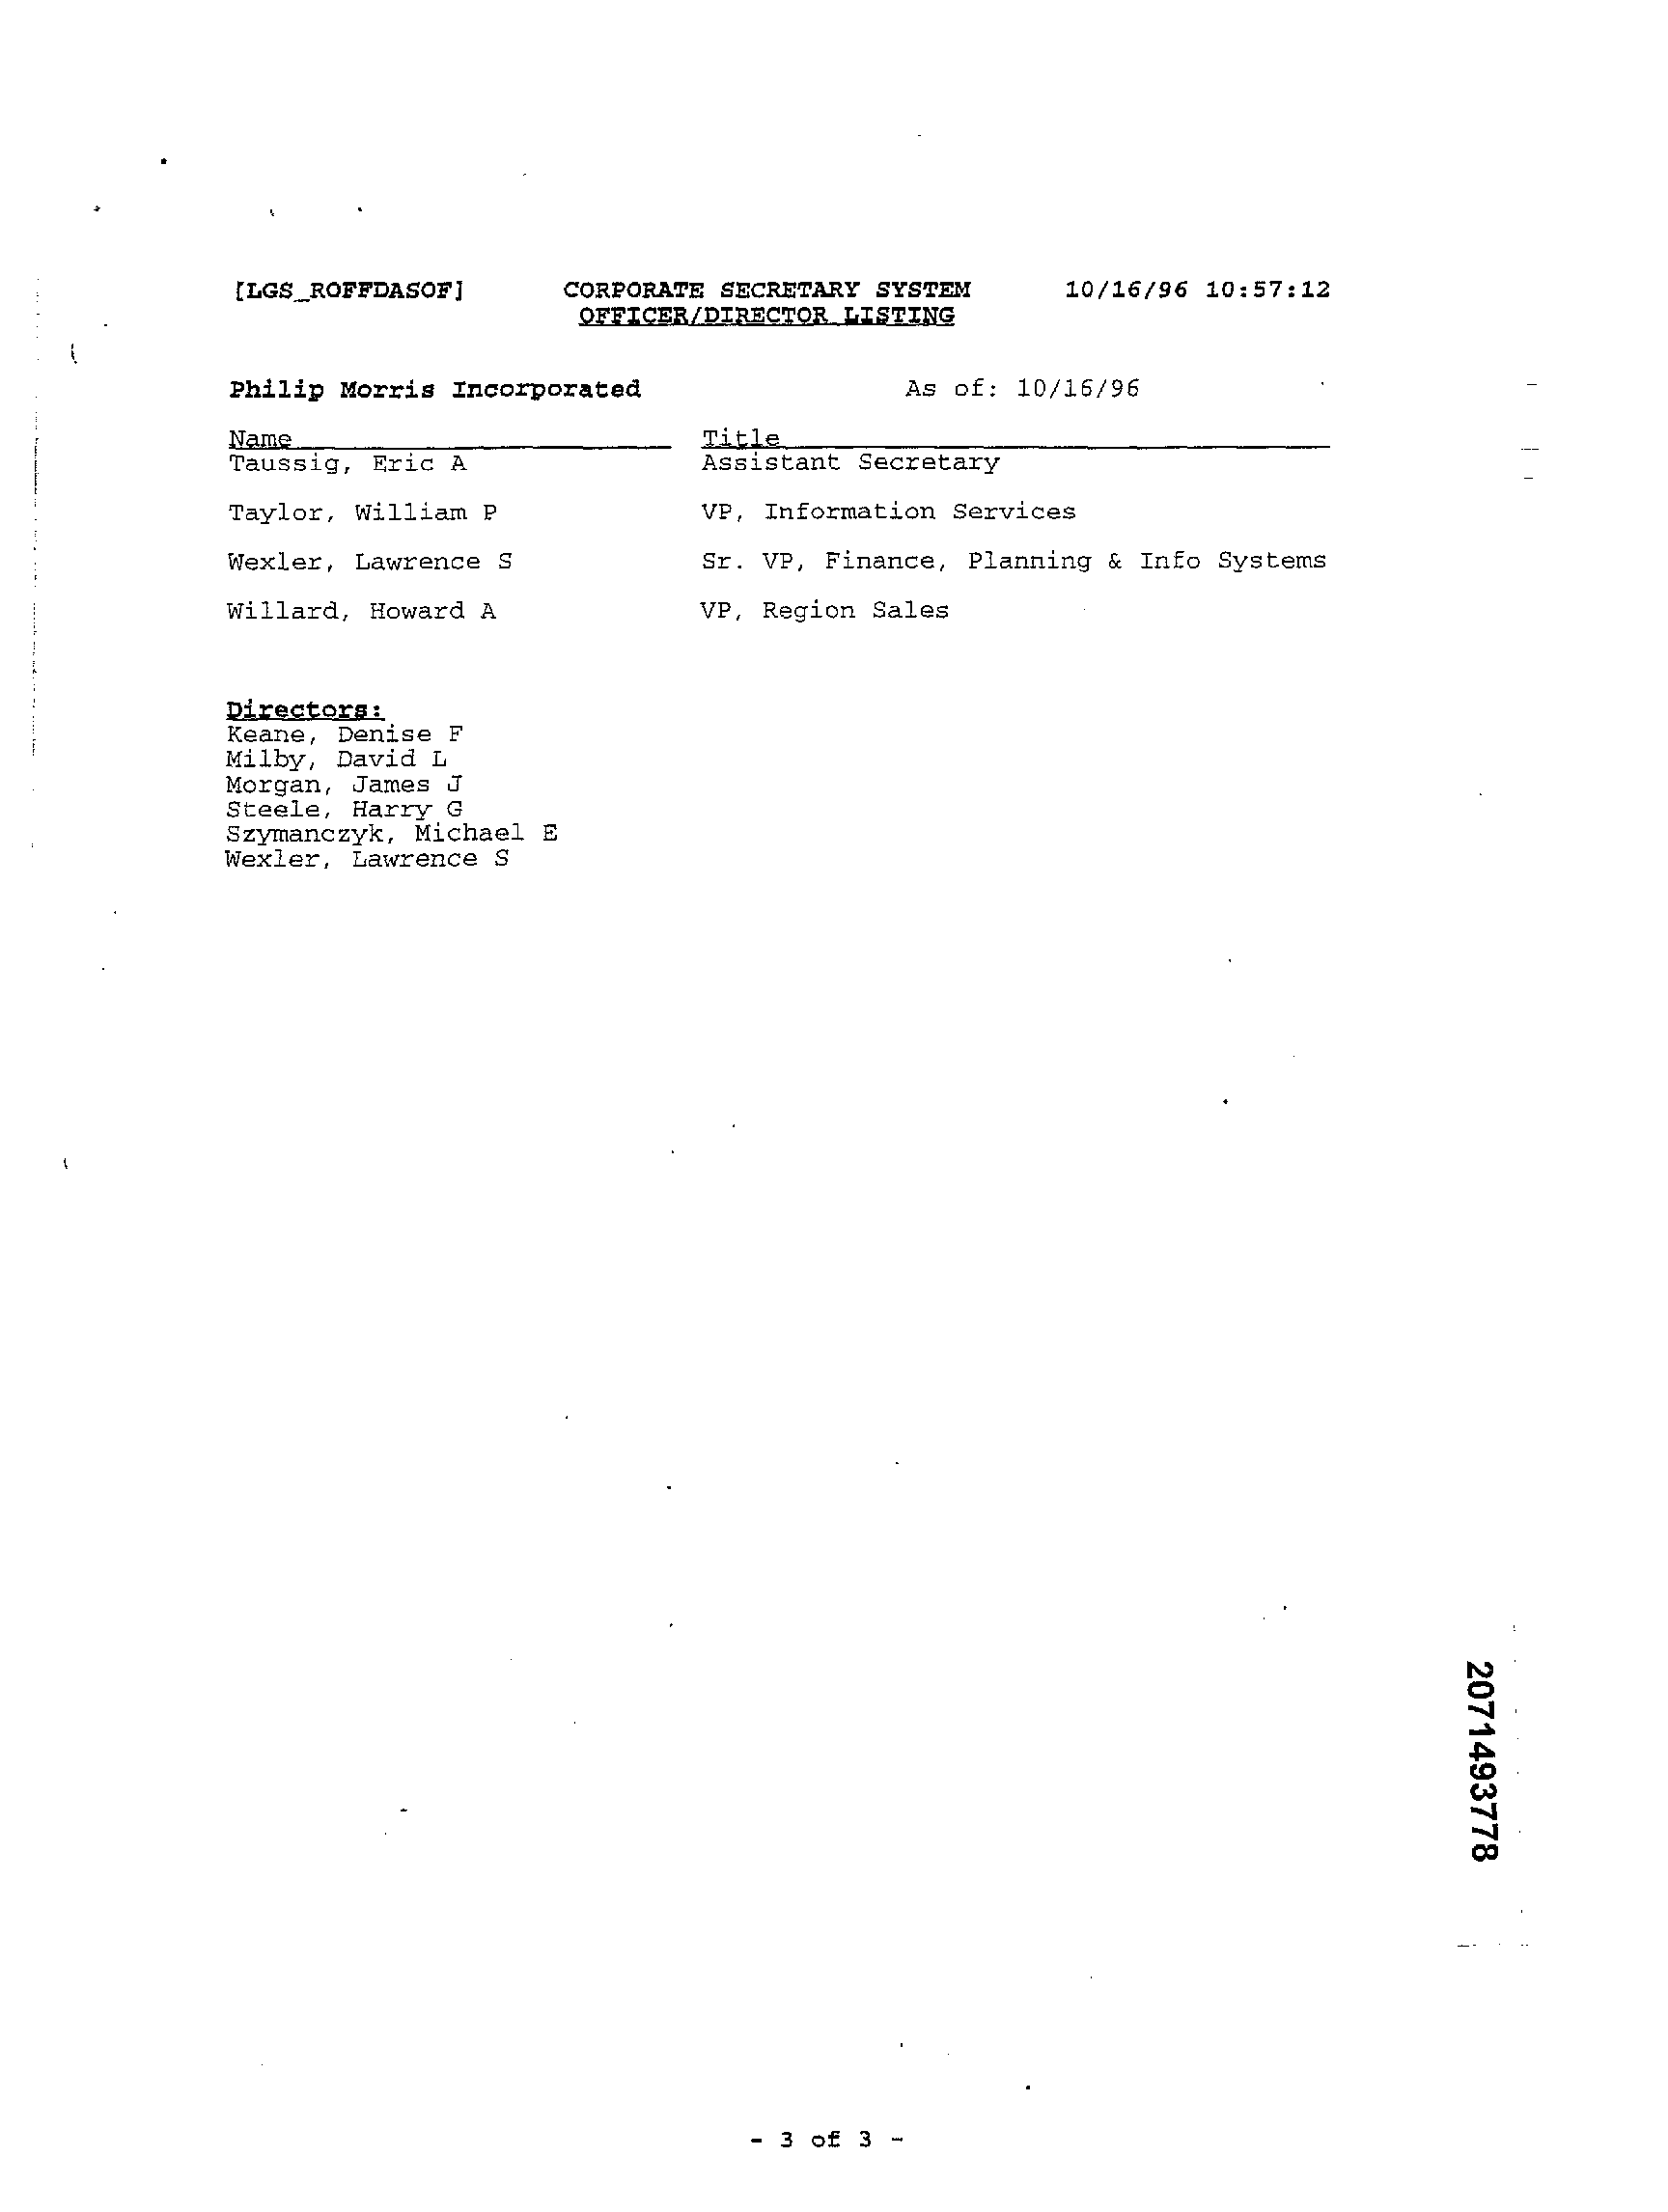 [LGS_ROFFDASOF] CORPORATE SECRETARY SYSTEM 10/16/96 10:57:12
OFFICER/DIRECTOR LISTING
Philip Morris Incorporated As of: 10/16/96
Name Title
Taussig, Eric A Assistant Secretary
Taylor, William P VP, Information Services
Wexler, Lawrence S Sr. VP, Finance, Planning & Info Systems
Willard, Howard A VP, Region Sales
Directors:
Keane, Denise F
Milby, David L
Morgan, James J
Steele, Harry G
Szymanczyk, Michael E
Wexler, Lawrence S
2071493778
- 3 of 3 -